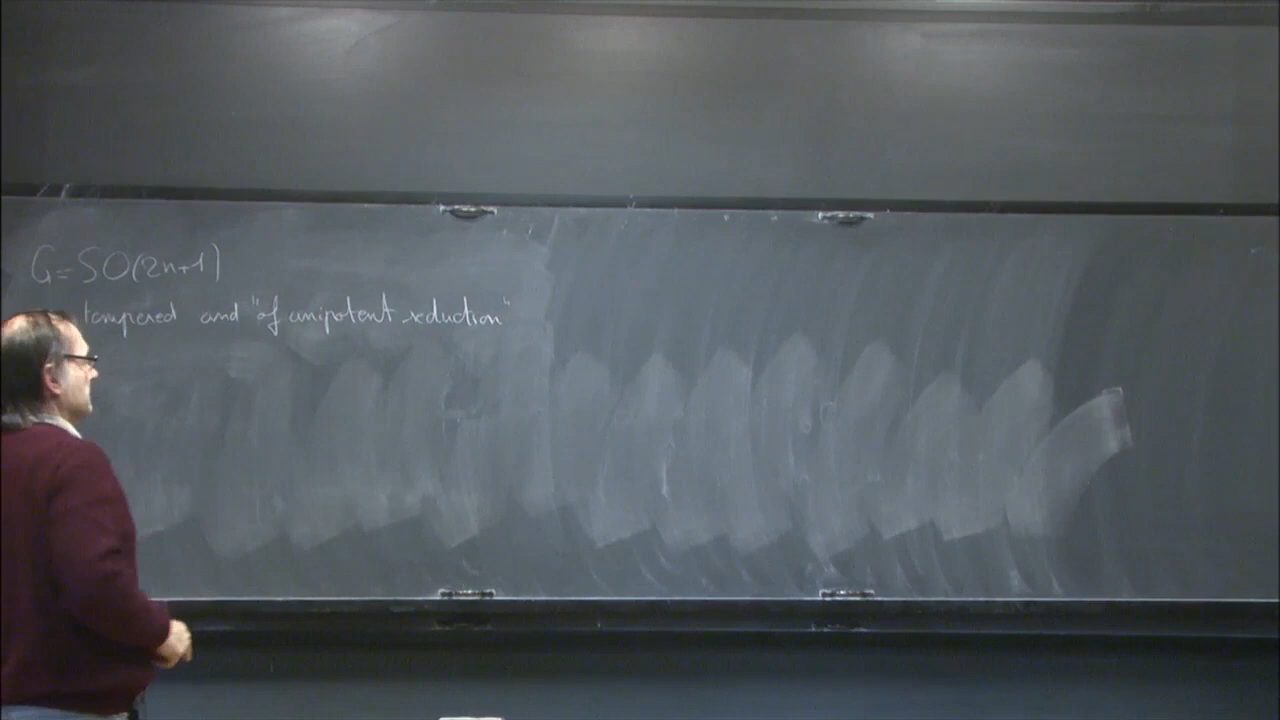 G=SO(2n+1)
tempered and "of unipotent reduction"